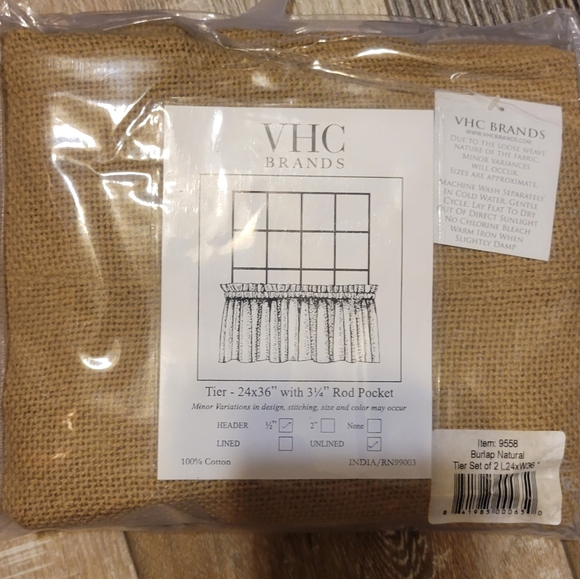 VHC
BRANDS
Tier - 24x36" with 3¼" Rod Pocket
Minor Variations in design, stitching, size and color may occur
HEADER ½" 2" None
LINED UNLINED
100% Cotton INDIA/RN99003
VHC BRANDS
WWW.VHCBRANDS.COM
DUE TO THE LOOSE WEAVE
NATURE OF THE FABRIC,
MINOR VARIANCES
WILL OCCUR.
SIZES ARE APPROXIMATE.
MACHINE WASH SEPARATELY
IN COLD WATER, GENTLE
CYCLE. LAY FLAT TO DRY
OUT OF DIRECT SUNLIGHT
NO CHLORINE BLEACH
WARM IRON WHEN
SLIGHTLY DAMP
Item: 9558
Burlap Natural
Tier Set of 2 L24xW36